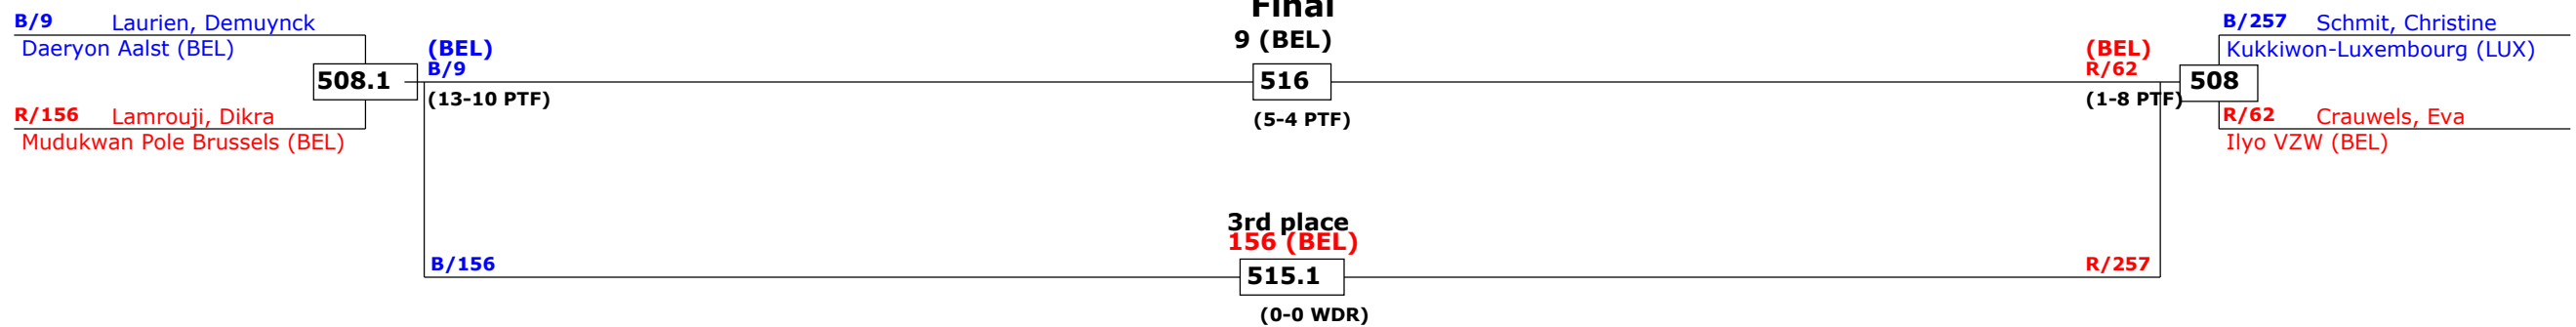 Final
9 (BEL)
B/9 Laurien, Demuynck
Daeryon Aalst (BEL)
508.1
R/156 Lamrouji, Dikra
Mudukwan Pole Brussels (BEL)
(BEL)
B/9
(13-10 PTF)
516
(5-4 PTF)
(BEL)
R/62
(1-8 PTF)
B/257 Schmit, Christine
Kukkiwon-Luxembourg (LUX)
508
R/62 Crauwels, Eva
Ilyo VZW (BEL)
3rd place
156 (BEL)
B/156
515.1
R/257
(0-0 WDR)